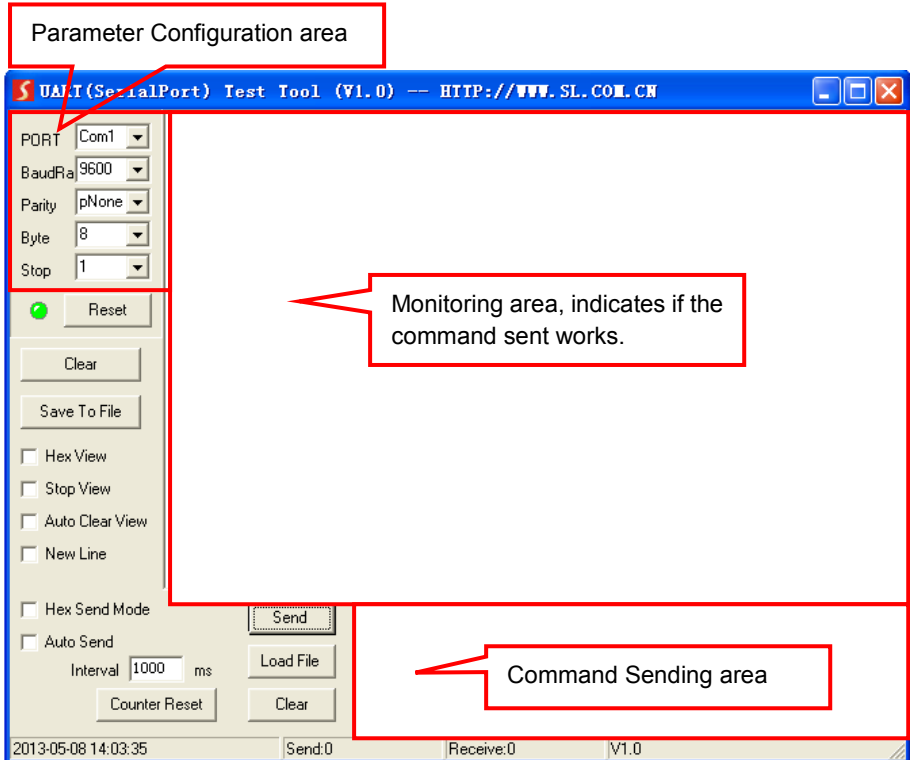 Parameter Configuration area
UART(SerialPort) Test Tool (V1.0) -- HTTP://WWW.SL.COM.CN
PORT Com1
BaudRa 9600
Parity pNone
Byte 8
Stop 1
Reset
Monitoring area, indicates if the
command sent works.
Clear
Save To File
Hex View
Stop View
Auto Clear View
New Line
Hex Send Mode
Send
Auto Send
Interval 1000 ms
Load File
Command Sending area
Counter Reset
Clear
2013-05-08 14:03:35 Send:0 Receive:0 V1.0